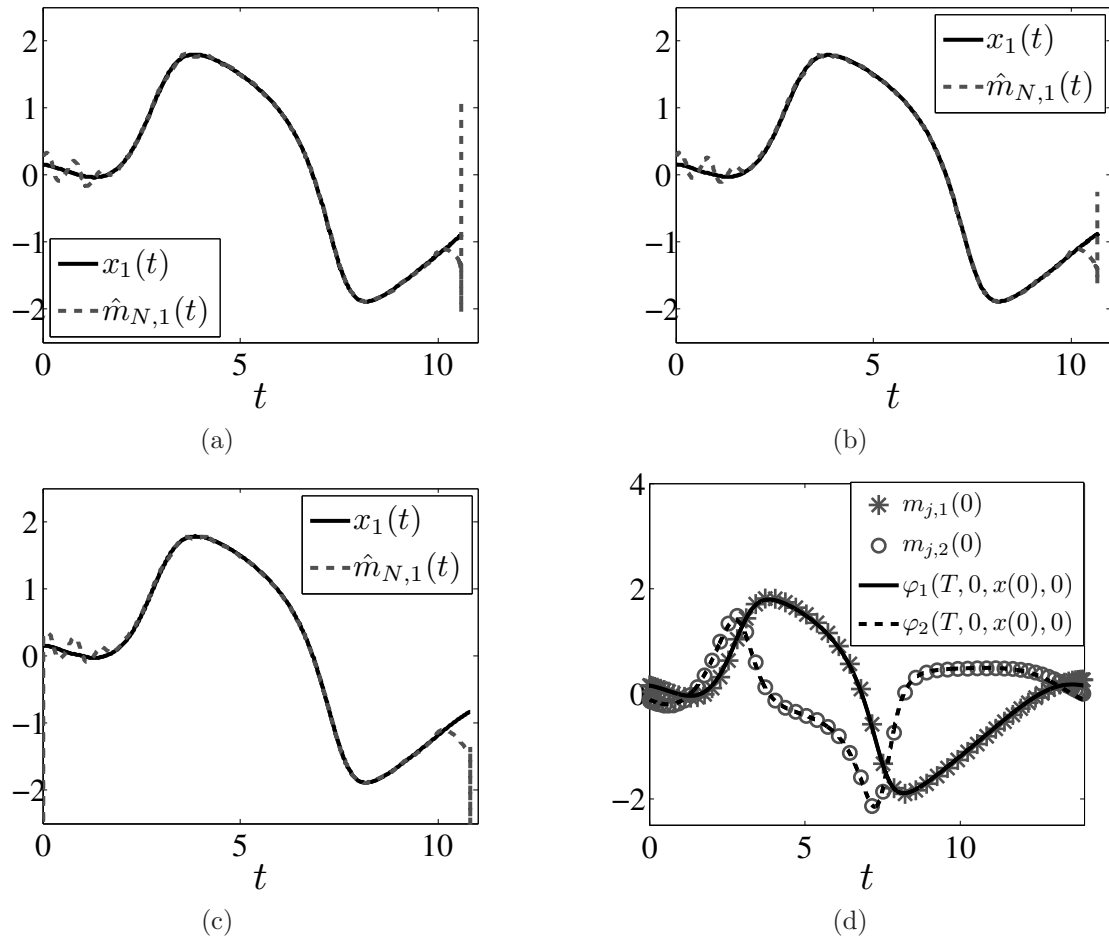 2
1
0
−1
−2
x₁(t)
m̂_{N,1}(t)
0
5
10
t
(a)
2
1
0
−1
−2
x₁(t)
m̂_{N,1}(t)
0
5
10
t
(b)
2
1
0
−1
−2
x₁(t)
m̂_{N,1}(t)
0
5
10
t
(c)
4
2
0
−2
m_{j,1}(0)
m_{j,2}(0)
φ₁(T, 0, x(0), 0)
φ₂(T, 0, x(0), 0)
0
5
10
t
(d)